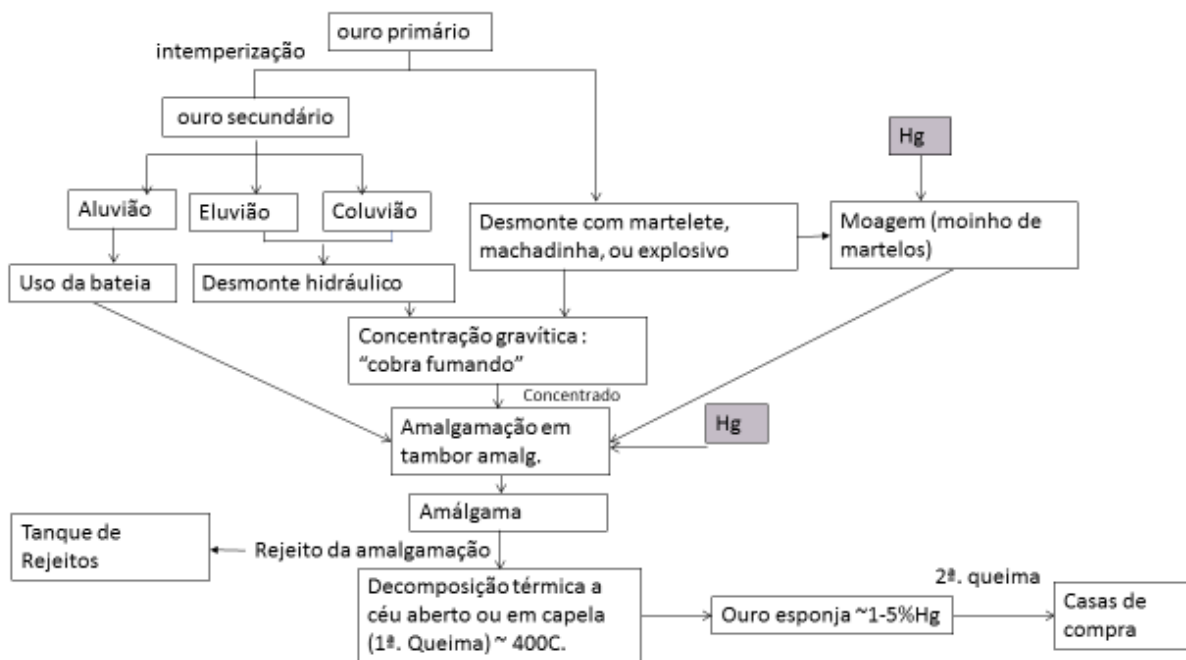 ouro primário
intemperização
ouro secundário
Hg
Aluvião
Eluvião
Coluvião
Desmonte com martelete,
machadinha, ou explosivo
Moagem (moinho de
martelos)
Uso da bateia
Desmonte hidráulico
Concentração gravítica :
“cobra fumando”
Concentrado
Hg
Amalgamação em
tambor amalg.
Amálgama
Tanque de
Rejeitos
Rejeito da amalgamação
Decomposição térmica a
céu aberto ou em capela
(1ª. Queima) ~ 400C.
Ouro esponja ~1-5%Hg
2ª. queima
Casas de
compra